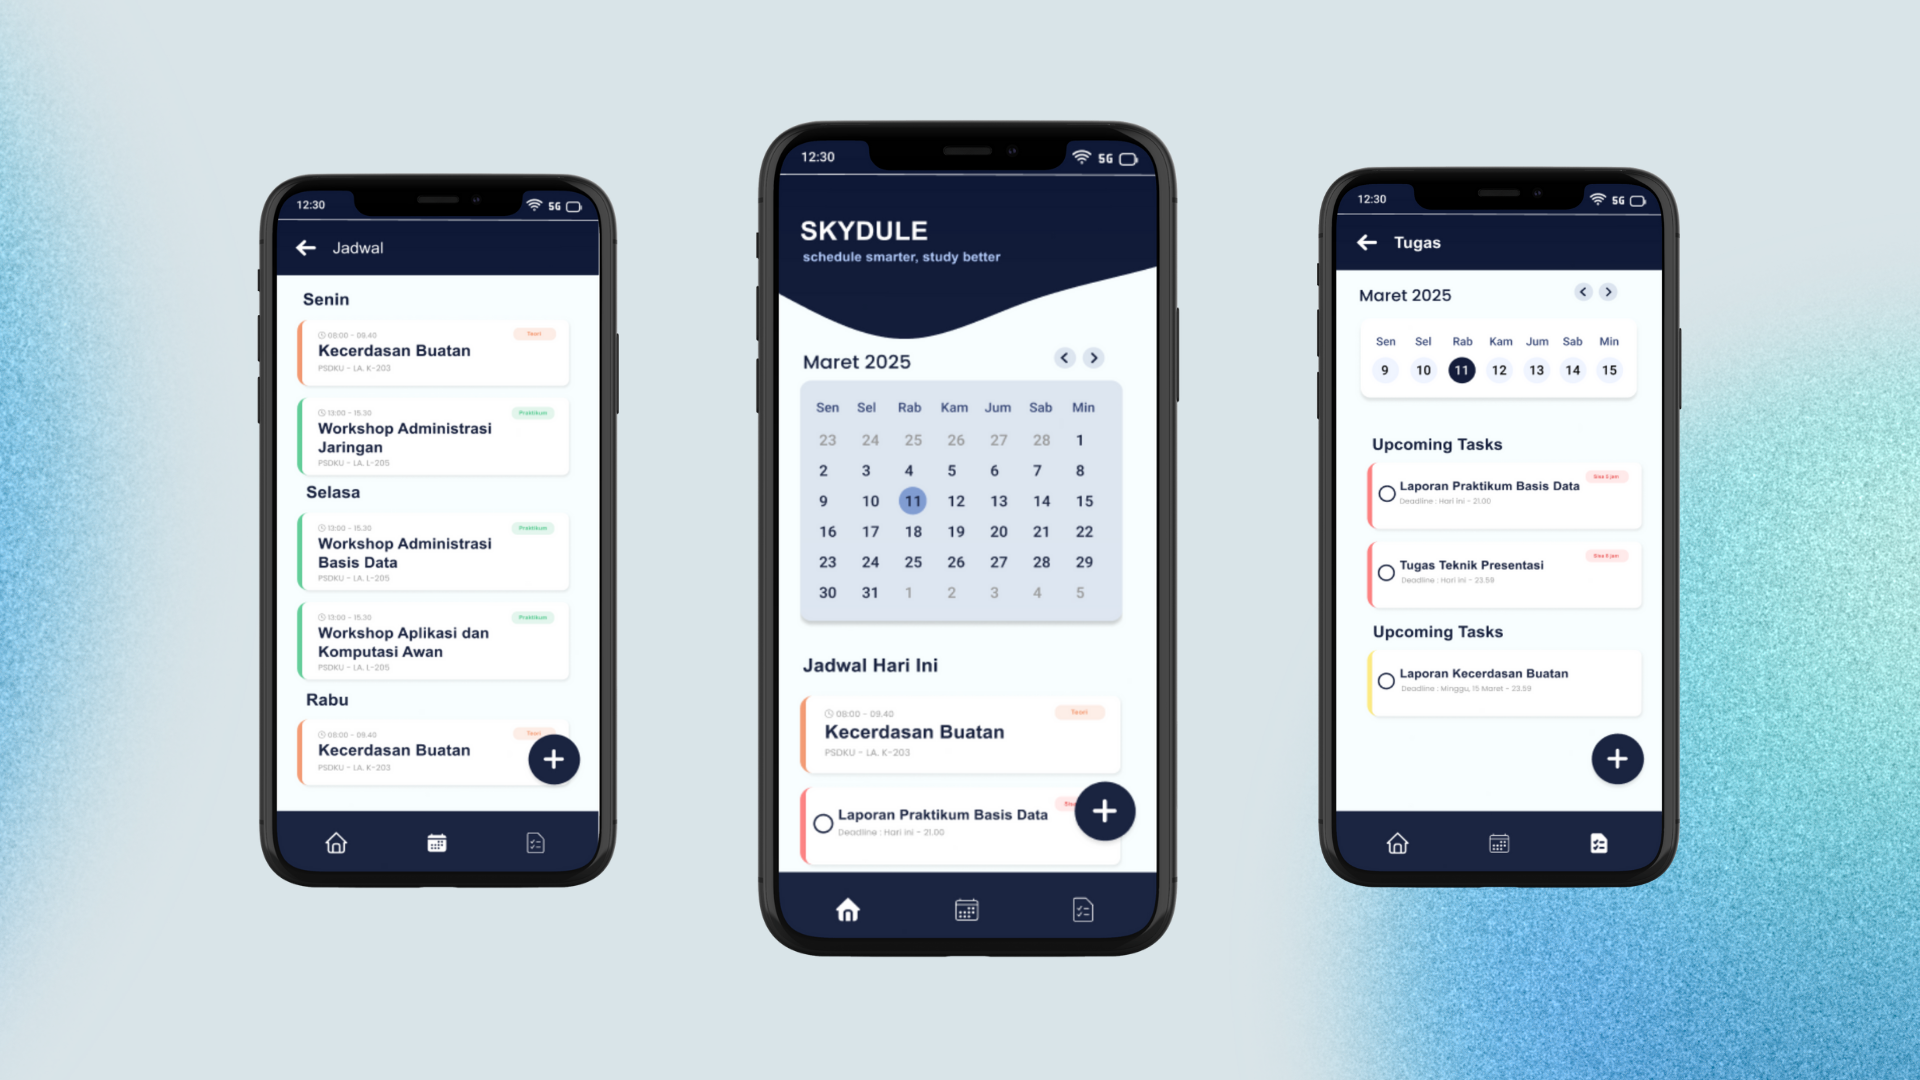 12:30
5G
Jadwal
Senin
08:00 - 09.40
Teori
Kecerdasan Buatan
PSDKU - LA. K-203
13:00 - 15.30
Praktikum
Workshop Administrasi
Jaringan
PSDKU - LA. L-205
Selasa
13:00 - 15.30
Praktikum
Workshop Administrasi
Basis Data
PSDKU - LA. L-205
13:00 - 15.30
Praktikum
Workshop Aplikasi dan
Komputasi Awan
PSDKU - LA. L-205
Rabu
08:00 - 09.40
Teori
Kecerdasan Buatan
PSDKU - LA. K-203
12:30
5G
SKYDULE
schedule smarter, study better
Maret 2025
Sen Sel Rab Kam Jum Sab Min
23 24 25 26 27 28 1
2 3 4 5 6 7 8
9 10 11 12 13 14 15
16 17 18 19 20 21 22
23 24 25 26 27 28 29
30 31 1 2 3 4 5
Jadwal Hari Ini
08:00 - 09.40
Teori
Kecerdasan Buatan
PSDKU - LA. K-203
Laporan Praktikum Basis Data
Deadline : Hari ini - 21.00
12:30
5G
Tugas
Maret 2025
Sen Sel Rab Kam Jum Sab Min
9 10 11 12 13 14 15
Upcoming Tasks
Laporan Praktikum Basis Data
Deadline : Hari ini - 21.00
Tugas Teknik Presentasi
Deadline : Hari ini - 23.59
Upcoming Tasks
Laporan Kecerdasan Buatan
Deadline : Minggu, 15 Maret - 23.59